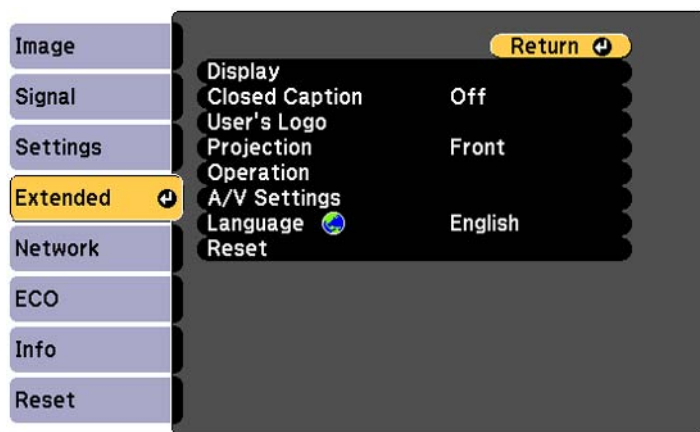 Image
Signal
Settings
Extended
Network
ECO
Info
Reset
Return
Display
Closed Caption Off
User's Logo
Projection Front
Operation
A/V Settings
Language English
Reset